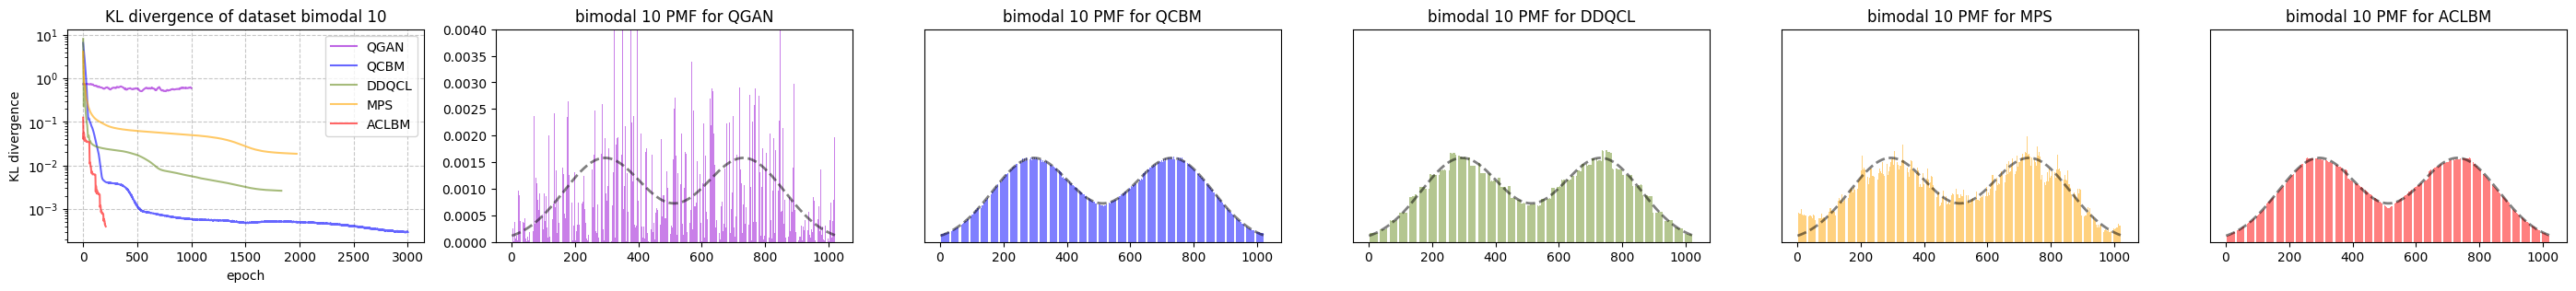 KL divergence of dataset bimodal 10
KL divergence
10¹
10⁰
10⁻¹
10⁻²
10⁻³
QGAN
QCBM
DDQCL
MPS
ACLBM
0 500 1000 1500 2000 2500 3000
epoch
bimodal 10 PMF for QGAN
0.0040
0.0035
0.0030
0.0025
0.0020
0.0015
0.0010
0.0005
0.0000
0 200 400 600 800 1000
bimodal 10 PMF for QCBM
0 200 400 600 800 1000
bimodal 10 PMF for DDQCL
0 200 400 600 800 1000
bimodal 10 PMF for MPS
0 200 400 600 800 1000
bimodal 10 PMF for ACLBM
0 200 400 600 800 1000